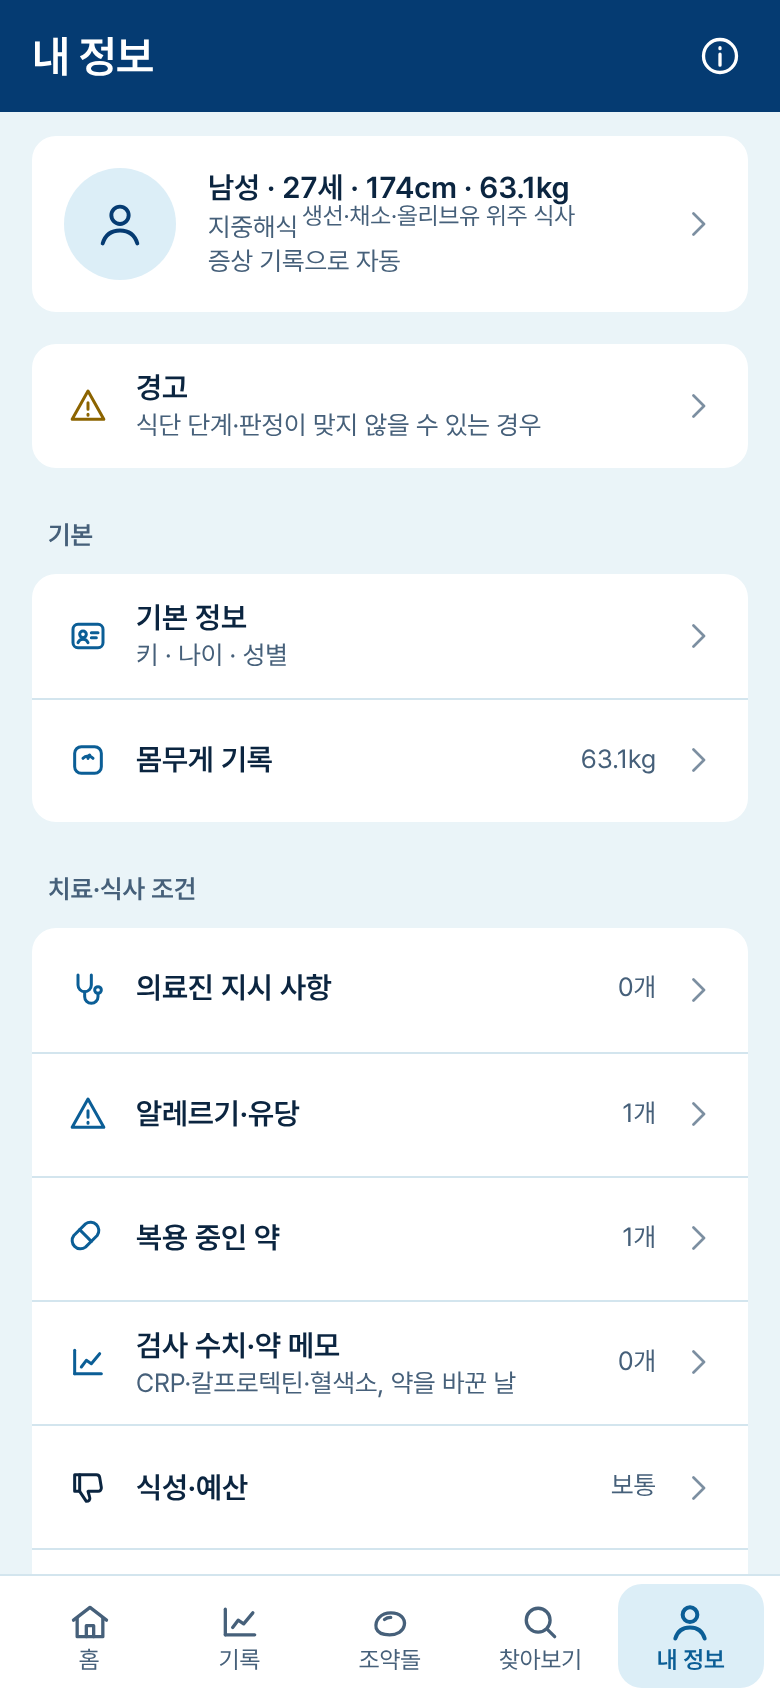 내 정보
남성 · 27세 · 174cm · 63.1kg
지중해식 생선·채소·올리브유 위주 식사
증상 기록으로 자동
경고
식단 단계·판정이 맞지 않을 수 있는 경우
기본
기본 정보
키 · 나이 · 성별
몸무게 기록 63.1kg
치료·식사 조건
의료진 지시 사항 0개
알레르기·유당 1개
복용 중인 약 1개
검사 수치·약 메모 0개
CRP·칼프로텍틴·혈색소, 약을 바꾼 날
식성·예산 보통
홈 기록 조약돌 찾아보기 내 정보